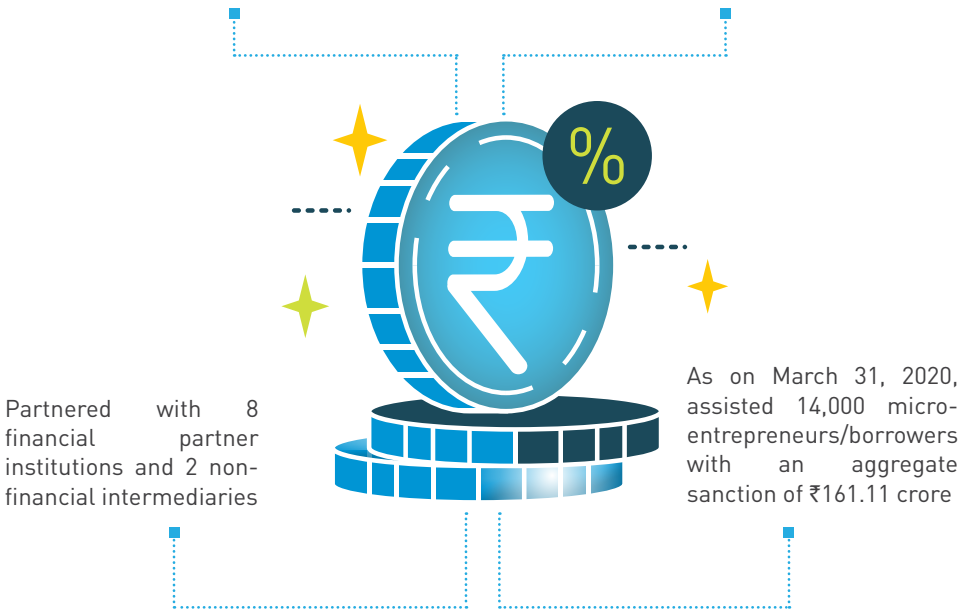 %
₹
Partnered with 8
financial partner
institutions and 2 non-
financial intermediaries
As on March 31, 2020,
assisted 14,000 micro-
entrepreneurs/borrowers
with an aggregate
sanction of ₹161.11 crore